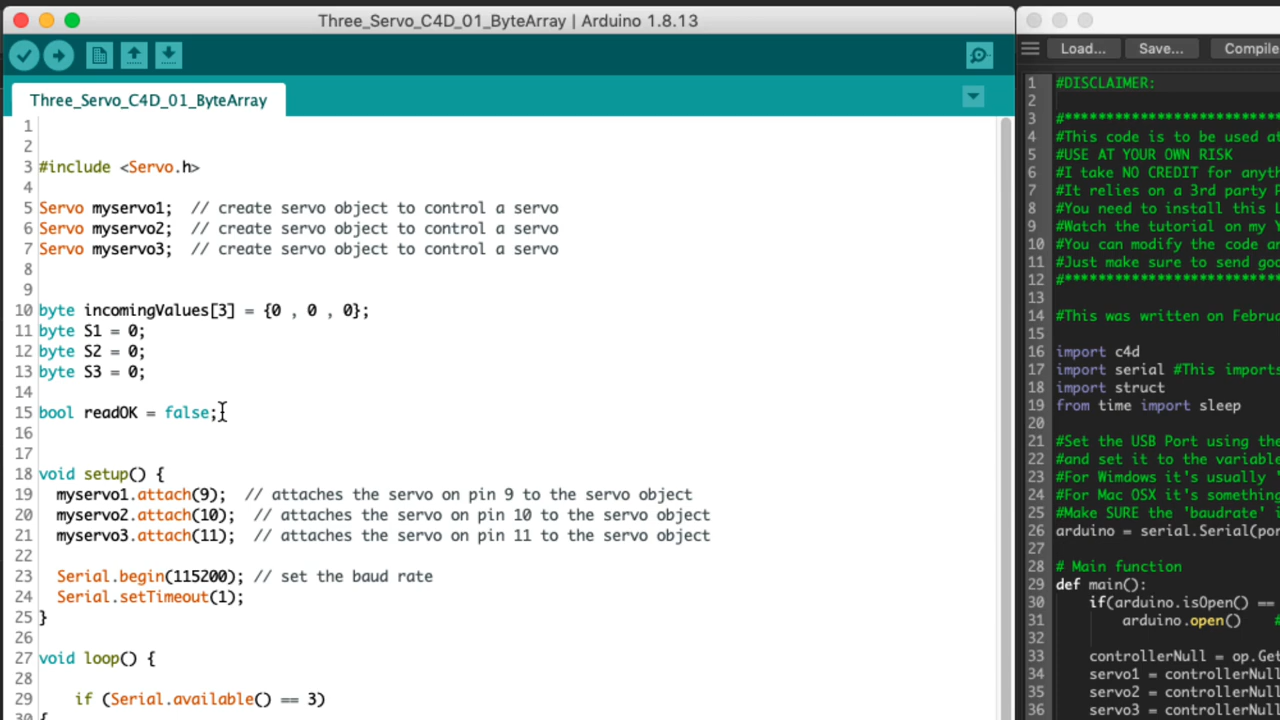 Three_Servo_C4D_01_ByteArray | Arduino 1.8.13
Three_Servo_C4D_01_ByteArray
1
2
3 #include <Servo.h>
4
5 Servo myservo1;  // create servo object to control a servo
6 Servo myservo2;  // create servo object to control a servo
7 Servo myservo3;  // create servo object to control a servo
8
9
10 byte incomingValues[3] = {0 , 0 , 0};
11 byte S1 = 0;
12 byte S2 = 0;
13 byte S3 = 0;
14
15 bool readOK = false;
16
17
18 void setup() {
19   myservo1.attach(9);  // attaches the servo on pin 9 to the servo object
20   myservo2.attach(10);  // attaches the servo on pin 10 to the servo object
21   myservo3.attach(11);  // attaches the servo on pin 11 to the servo object
22
23   Serial.begin(115200); // set the baud rate
24   Serial.setTimeout(1);
25 }
26
27 void loop() {
28
29     if (Serial.available() == 3)
30 {
Load... Save... Compile
1 #DISCLAIMER:
2
3 #*************************
4 #This code is to be used at
5 #USE AT YOUR OWN RISK
6 #I take NO CREDIT for anyth
7 #It relies on a 3rd party P
8 #You need to install this L
9 #Watch the tutorial on my Y
10 #You can modify the code an
11 #Just make sure to send goo
12 #*************************
13
14 #This was written on Februa
15
16 import c4d
17 import serial #This imports
18 import struct
19 from time import sleep
20
21 #Set the USB Port using the
22 #and set it to the variable
23 #For Wimdows it's usually '
24 #For Mac OSX it's something
25 #Make SURE the 'baudrate' i
26 arduino = serial.Serial(por
27
28 # Main function
29 def main():
30     if(arduino.isOpen() ==
31         arduino.open()    #
32
33     controllerNull = op.Get
34     servo1 = controllerNull
35     servo2 = controllerNull
36     servo3 = controllerNull